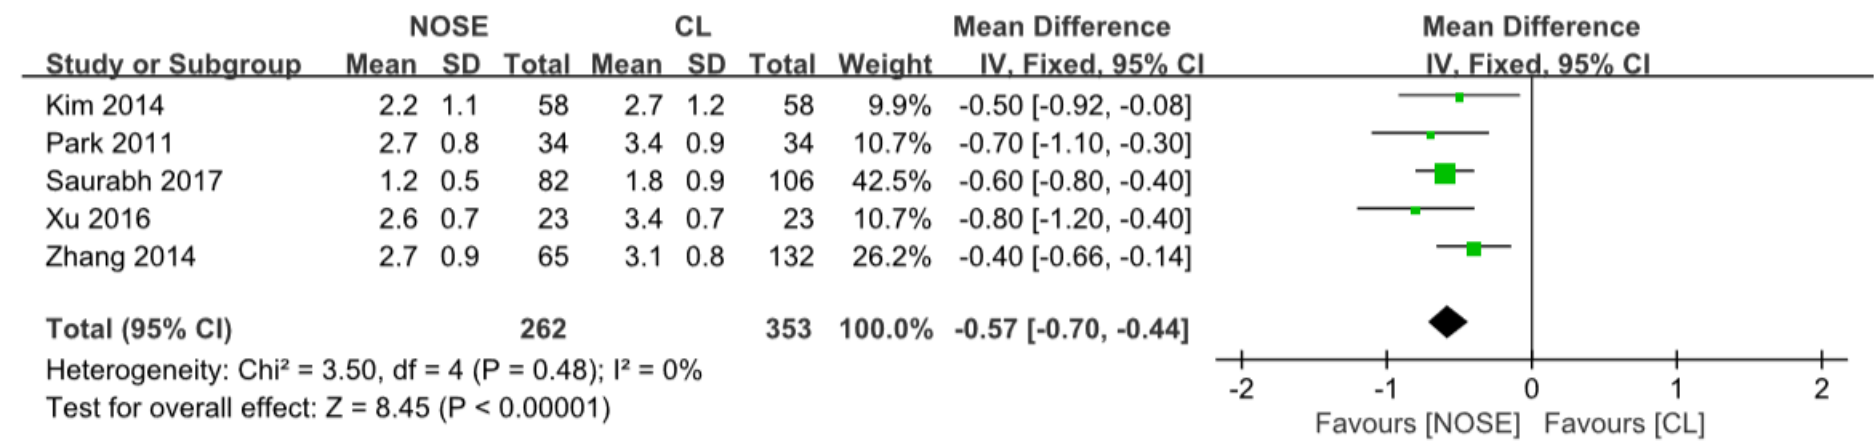 NOSE CL Mean Difference Mean Difference
Study or Subgroup Mean SD Total Mean SD Total Weight IV, Fixed, 95% CI IV, Fixed, 95% CI
Kim 2014 2.2 1.1 58 2.7 1.2 58 9.9% -0.50 [-0.92, -0.08]
Park 2011 2.7 0.8 34 3.4 0.9 34 10.7% -0.70 [-1.10, -0.30]
Saurabh 2017 1.2 0.5 82 1.8 0.9 106 42.5% -0.60 [-0.80, -0.40]
Xu 2016 2.6 0.7 23 3.4 0.7 23 10.7% -0.80 [-1.20, -0.40]
Zhang 2014 2.7 0.9 65 3.1 0.8 132 26.2% -0.40 [-0.66, -0.14]
Total (95% CI) 262 353 100.0% -0.57 [-0.70, -0.44]
Heterogeneity: Chi² = 3.50, df = 4 (P = 0.48); I² = 0%
Test for overall effect: Z = 8.45 (P < 0.00001)
-2 -1 0 1 2
Favours [NOSE] Favours [CL]